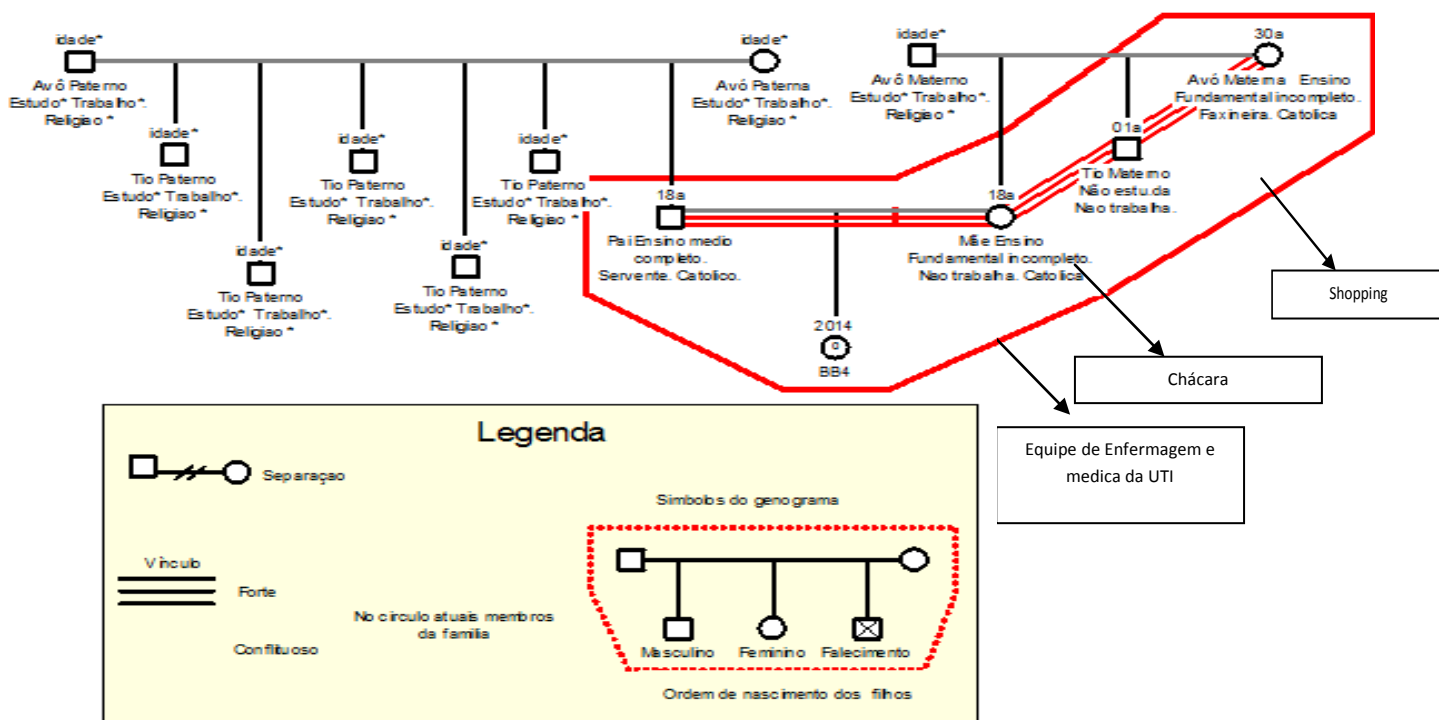 idade*
Avô Paterno
Estudo* Trabalho*.
Religiao *
idade*
Tio Paterno
Estudo* Trabalho*.
Religiao *
idade*
Tio Paterno
Estudo* Trabalho*.
Religiao *
idade*
Tio Paterno
Estudo* Trabalho*.
Religiao *
idade*
Tio Paterno
Estudo* Trabalho*.
Religiao *
idade*
Tio Paterno
Estudo* Trabalho*.
Religiao *
idade*
Avó Paterna
Estudo* Trabalho*.
Religiao *
idade*
Avô Materno
Estudo* Trabalho*.
Religiao *
30a
Avó Materna Ensino
Fundamental incompleto.
Faxineira. Catolica
01a
Tio Materno
Não estu.da
Nao trabalha.
18a
Pai Ensino medio
completo.
Servente. Catolico.
18a
Mãe Ensino
Fundamental incompleto.
Nao trabalha. Catolica
2014
g
BB4
Shopping
Chácara
Equipe de Enfermagem e
medica da UTI
Legenda
Separaçao
Vínculo
Forte
Conflituoso
No circulo atuais membros
da familia
Simbolos do genograma
Masculino
Feminino
Falecimento
Ordem de nascimento dos filhos